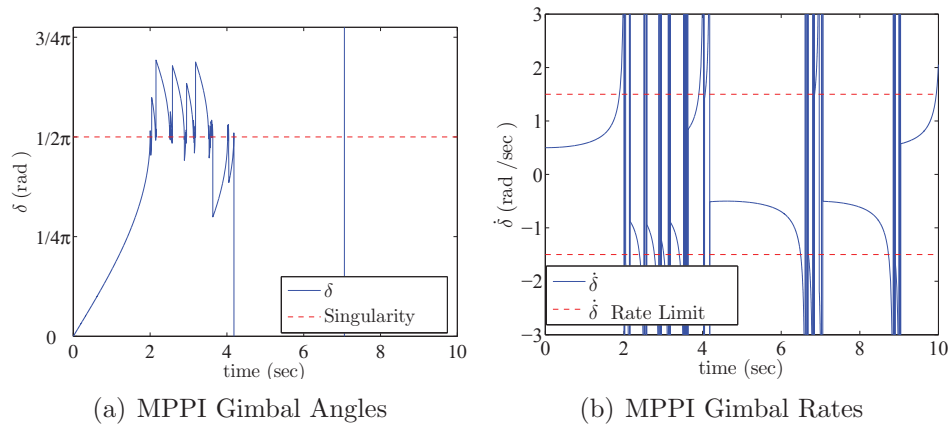 3/4π
1/2π
1/4π
0
δ (rad )
0
2
4
6
8
10
time (sec)
δ
Singularity
(a) MPPI Gimbal Angles
3
2
1
0
−1
−2
−3
δ̇ (rad /sec)
0
2
4
6
8
10
time (sec)
δ̇
δ̇ Rate Limit
(b) MPPI Gimbal Rates